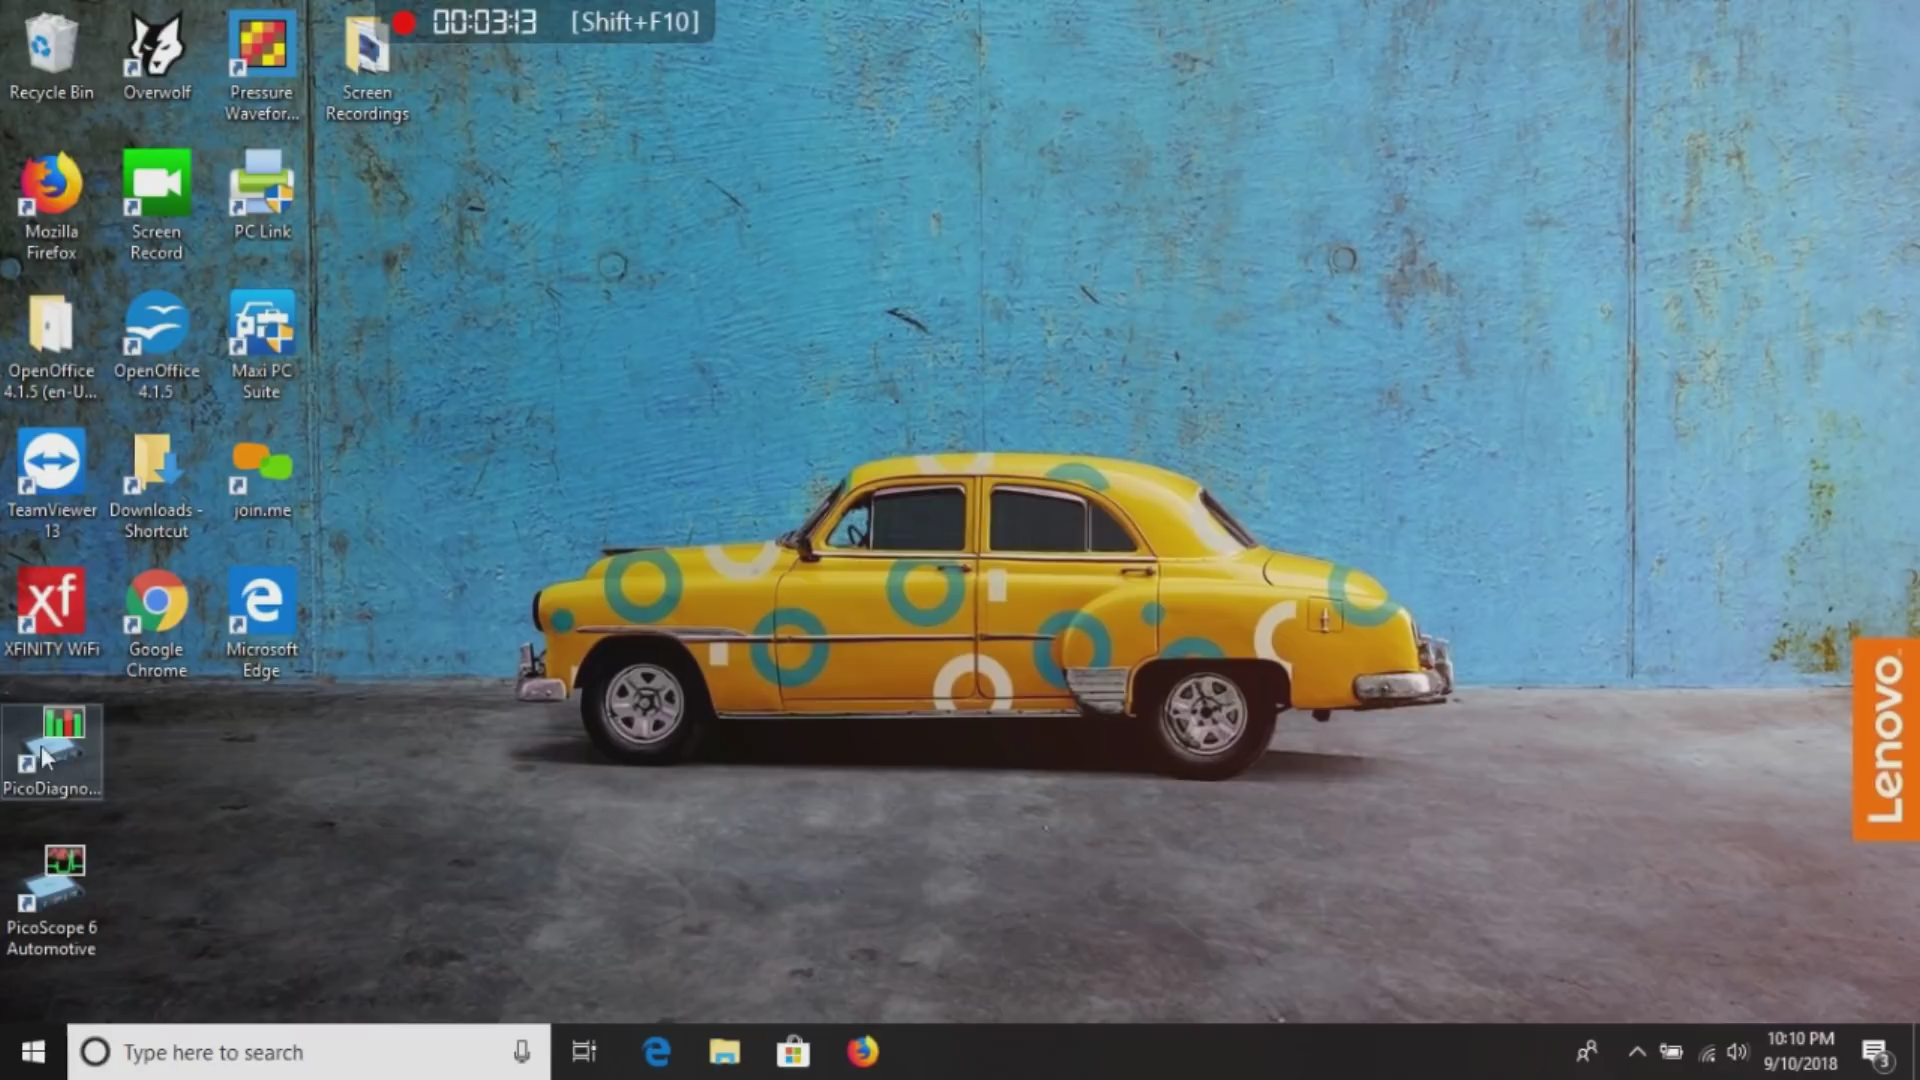 00:03:13 [Shift+F10]
Recycle Bin
Overwolf
Pressure
Wavefor...
Screen
Recordings
Mozilla
Firefox
Screen
Record
PC Link
OpenOffice
4.1.5 (en-U...
OpenOffice
4.1.5
Maxi PC
Suite
TeamViewer
13
Downloads -
Shortcut
join.me
xf
XFINITY WiFi
Google
Chrome
Microsoft
Edge
PicoDiagno...
PicoScope 6
Automotive
Lenovo
Type here to search
10:10 PM
9/10/2018
3